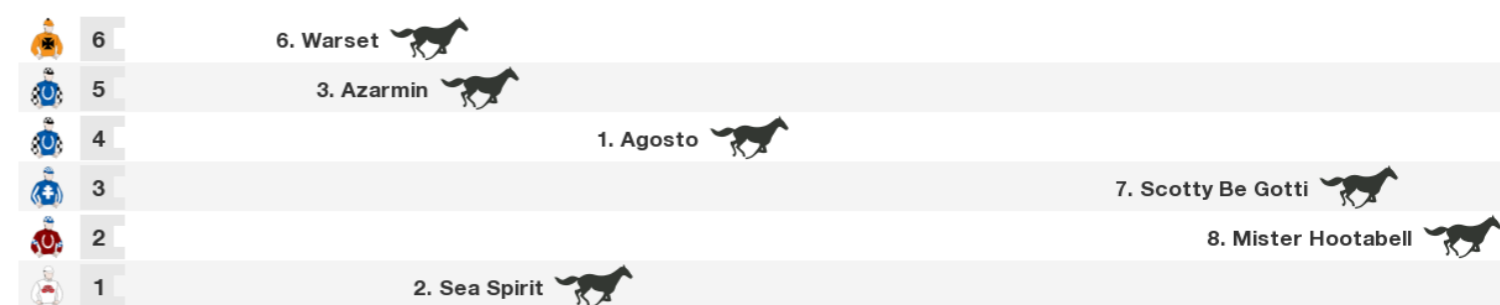 6 6. Warset
5 3. Azarmin
4 1. Agosto
3 7. Scotty Be Gotti
2 8. Mister Hootabell
1 2. Sea Spirit